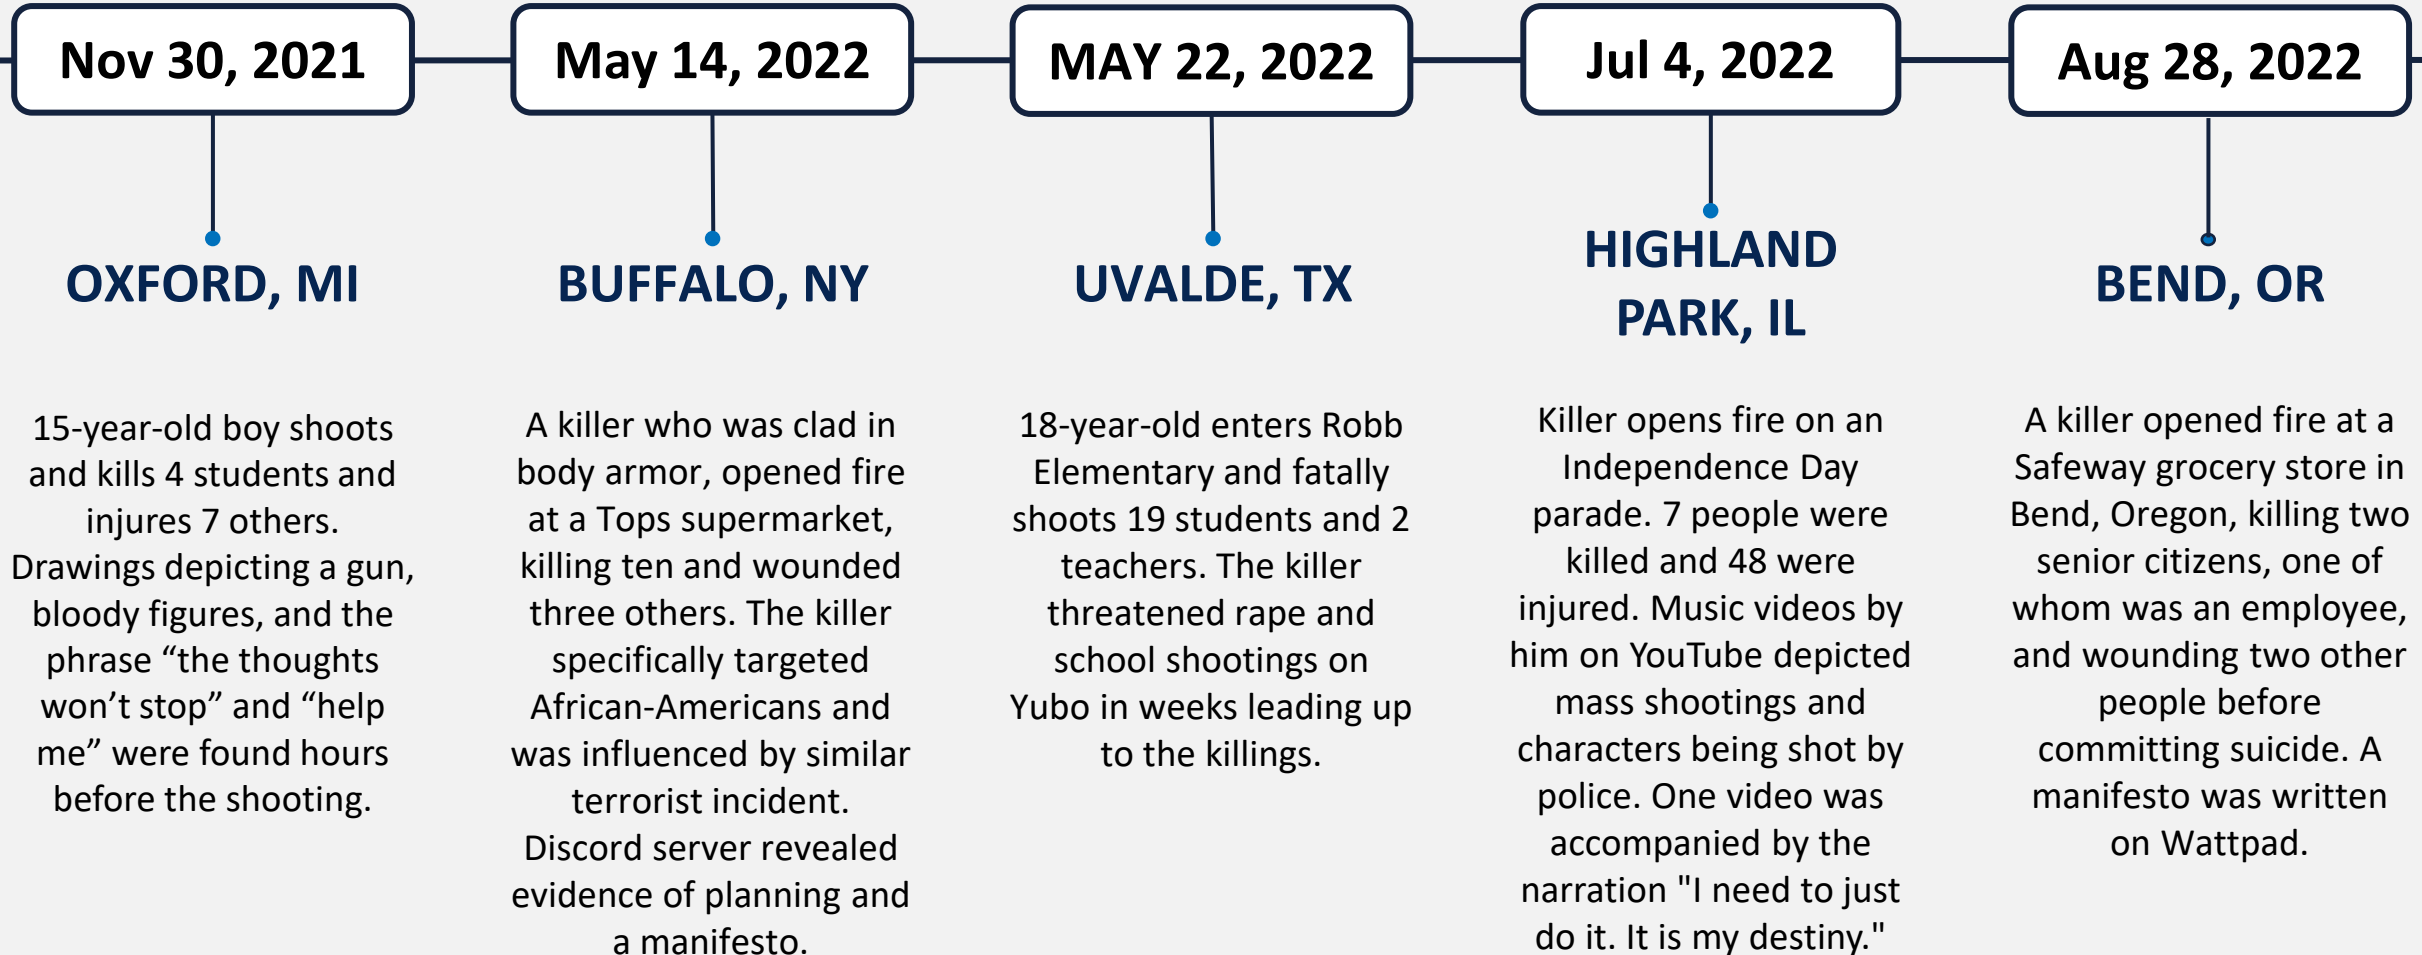 Nov 30, 2021
OXFORD, MI
15-year-old boy shoots
and kills 4 students and
injures 7 others.
Drawings depicting a gun,
bloody figures, and the
phrase “the thoughts
won’t stop” and “help
me” were found hours
before the shooting.
May 14, 2022
BUFFALO, NY
A killer who was clad in
body armor, opened fire
at a Tops supermarket,
killing ten and wounded
three others. The killer
specifically targeted
African-Americans and
was influenced by similar
terrorist incident.
Discord server revealed
evidence of planning and
a manifesto.
MAY 22, 2022
UVALDE, TX
18-year-old enters Robb
Elementary and fatally
shoots 19 students and 2
teachers. The killer
threatened rape and
school shootings on
Yubo in weeks leading up
to the killings.
Jul 4, 2022
HIGHLAND
PARK, IL
Killer opens fire on an
Independence Day
parade. 7 people were
killed and 48 were
injured. Music videos by
him on YouTube depicted
mass shootings and
characters being shot by
police. One video was
accompanied by the
narration "I need to just
do it. It is my destiny."
Aug 28, 2022
BEND, OR
A killer opened fire at a
Safeway grocery store in
Bend, Oregon, killing two
senior citizens, one of
whom was an employee,
and wounding two other
people before
committing suicide. A
manifesto was written
on Wattpad.